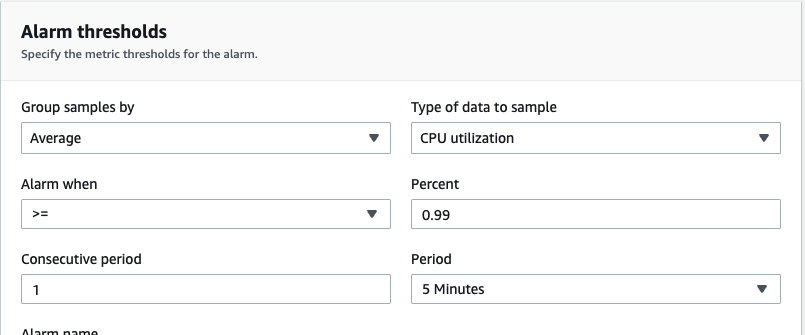 Alarm thresholds
Specify the metric thresholds for the alarm.
Group samples by
Type of data to sample
Average
CPU utilization
Alarm when
Percent
>=
0.99
Consecutive period
Period
1
5 Minutes
Alarm name